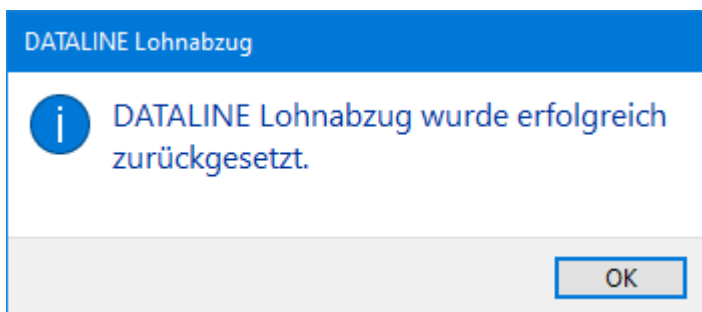 DATALINE Lohnabzug
DATALINE Lohnabzug wurde erfolgreich
zurückgesetzt.
OK